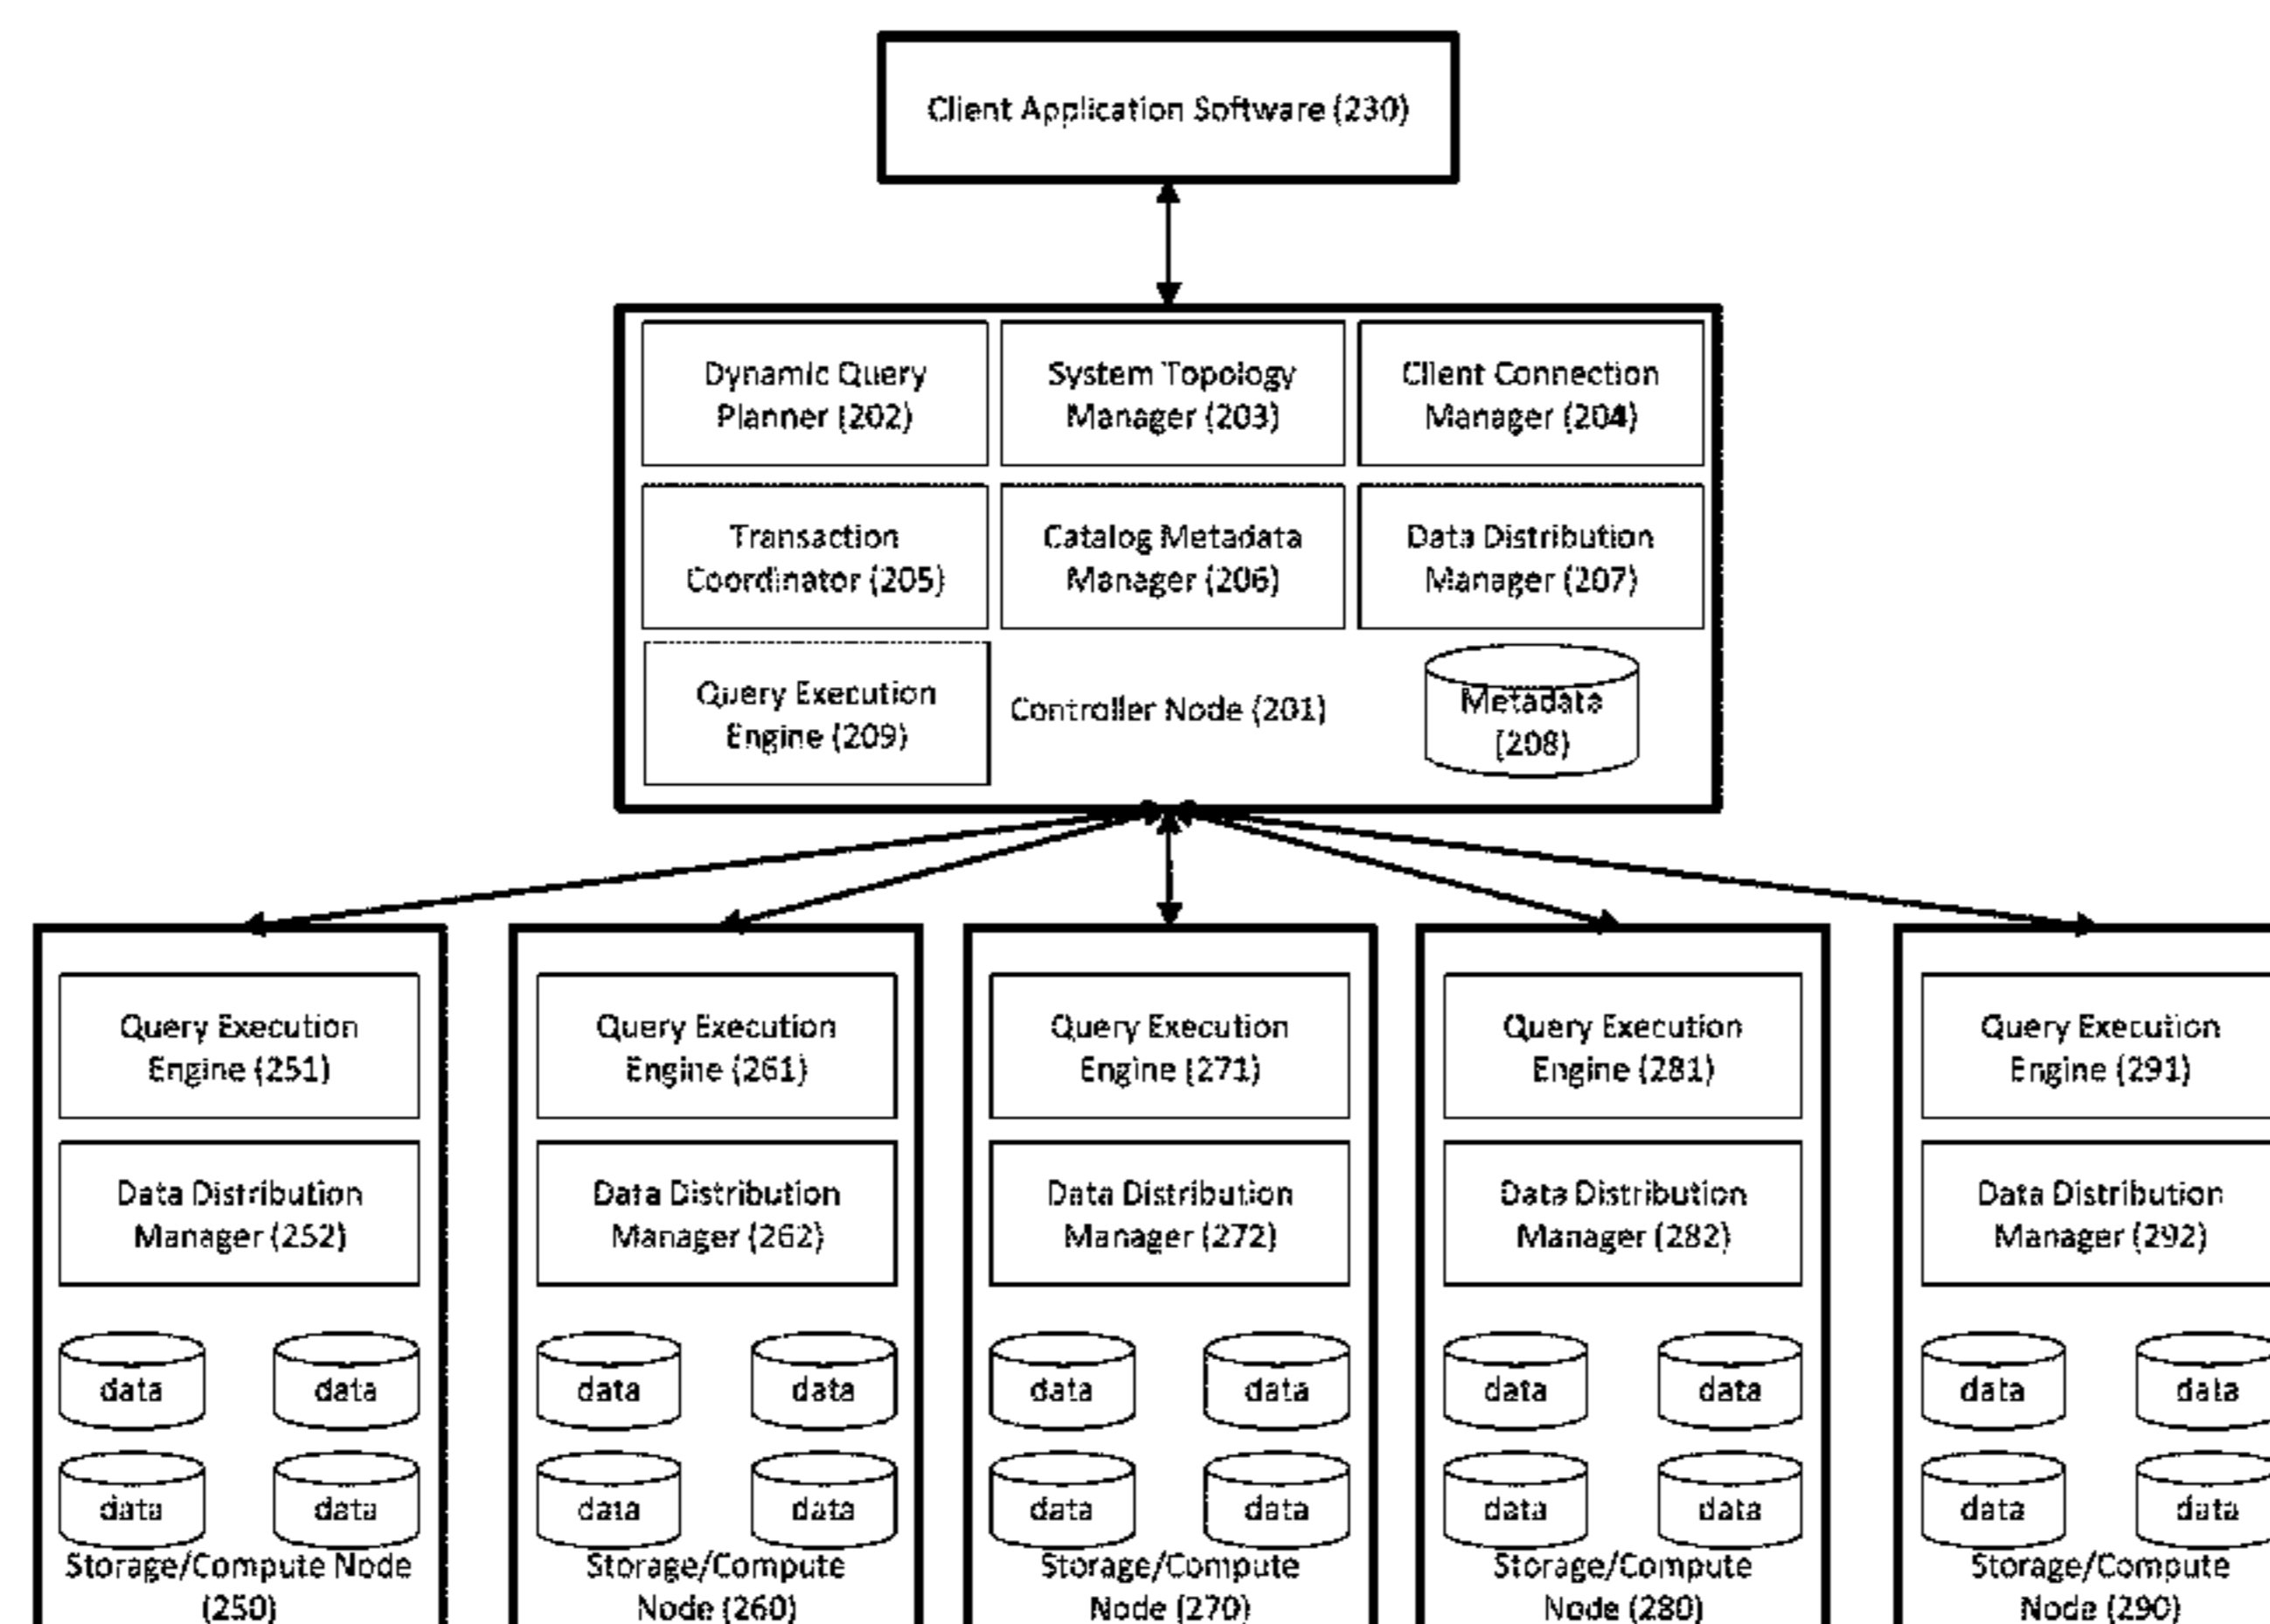 Client Application Software (230)
Dynamic Query
Planner (202)
System Topology
Manager (203)
Client Connection
Manager (204)
Transaction
Coordinator (205)
Catalog Metadata
Manager (206)
Data Distribution
Manager (207)
Query Execution
Engine (209)
Controller Node (201)
Metadata
(208)
Query Execution
Engine (251)
Data Distribution
Manager (252)
data
data
data
data
Storage/Compute Node
(250)
Query Execution
Engine (261)
Data Distribution
Manager (262)
data
data
data
data
Storage/Compute
Node (260)
Query Execution
Engine (271)
Data Distribution
Manager (272)
data
data
data
data
Storage/Compute
Node (270)
Query Execution
Engine (281)
Data Distribution
Manager (282)
data
data
data
data
Storage/Compute
Node (280)
Query Execution
Engine (291)
Data Distribution
Manager (292)
data
data
data
data
Storage/Compute
Node (290)